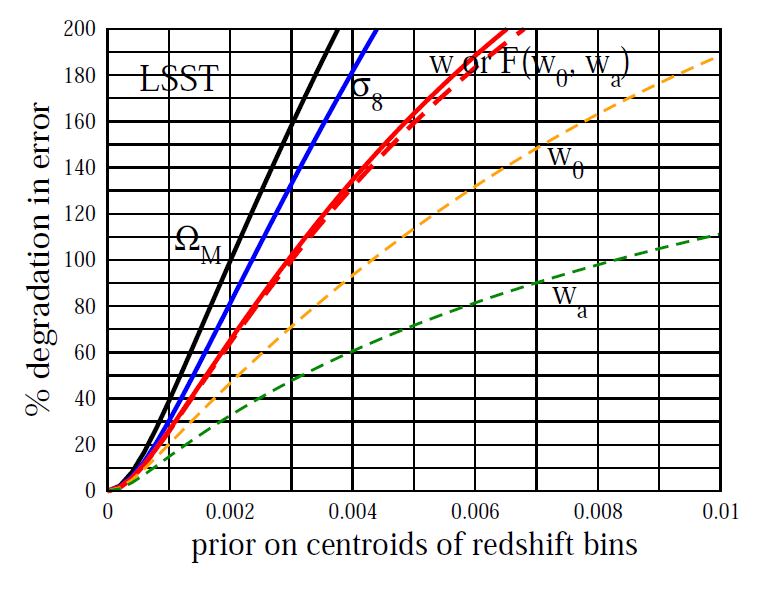 200
180
160
140
120
100
80
60
40
20
0
% degradation in error
LSST
σ8
w or F(w0, wa)
w0
ΩM
wa
0 0.002 0.004 0.006 0.008 0.01
prior on centroids of redshift bins